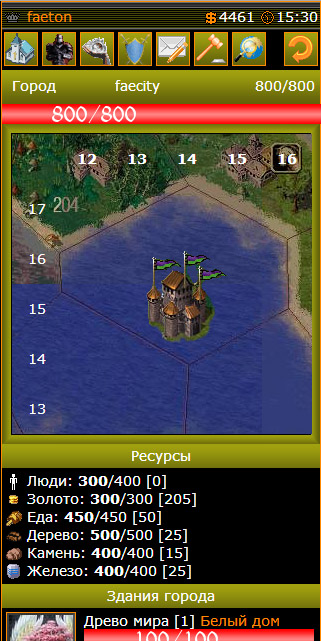 faeton 4461 15:30
Город faecity 800/800
800/800
12 13 14 15 16
17 204
16
15
14
13
Ресурсы
Люди: 300/400 [0]
Золото: 300/300 [205]
Еда: 450/450 [50]
Дерево: 500/500 [25]
Камень: 400/400 [15]
Железо: 400/400 [25]
Здания города
Древо мира [1] Белый дом
100/100